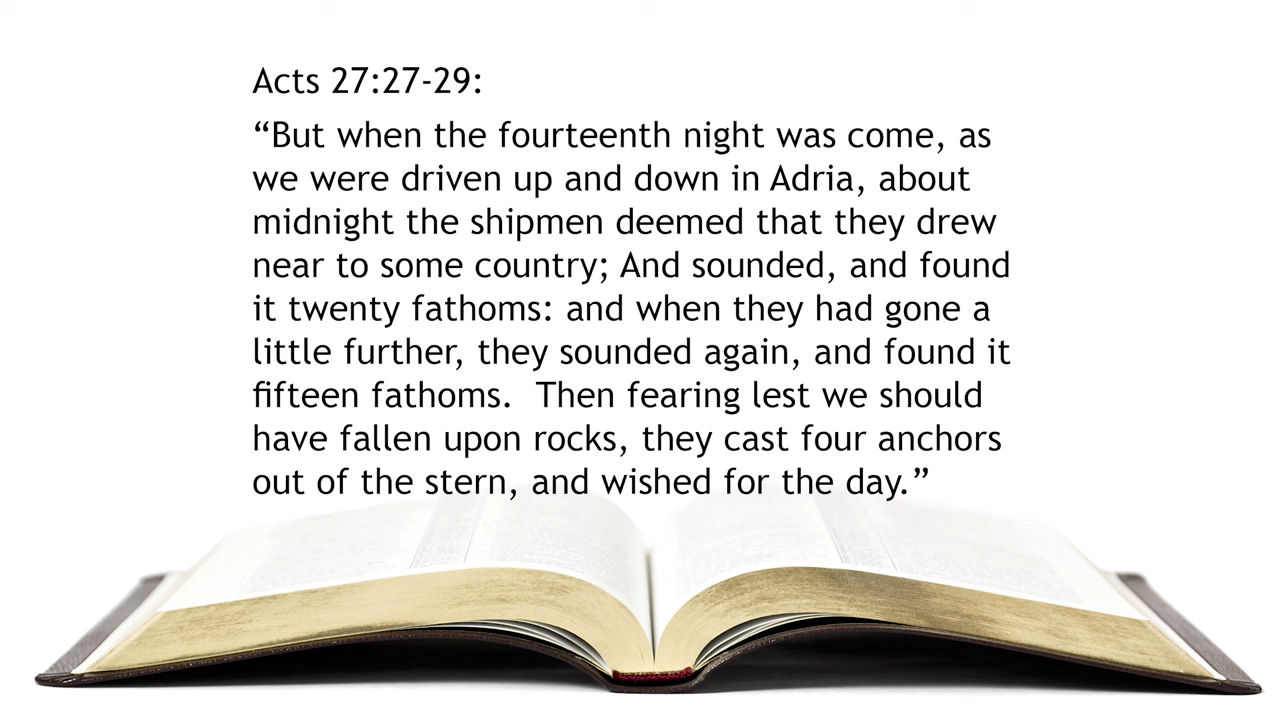 Acts 27:27-29:
“But when the fourteenth night was come, as
we were driven up and down in Adria, about
midnight the shipmen deemed that they drew
near to some country; And sounded, and found
it twenty fathoms: and when they had gone a
little further, they sounded again, and found it
fifteen fathoms.  Then fearing lest we should
have fallen upon rocks, they cast four anchors
out of the stern, and wished for the day.”